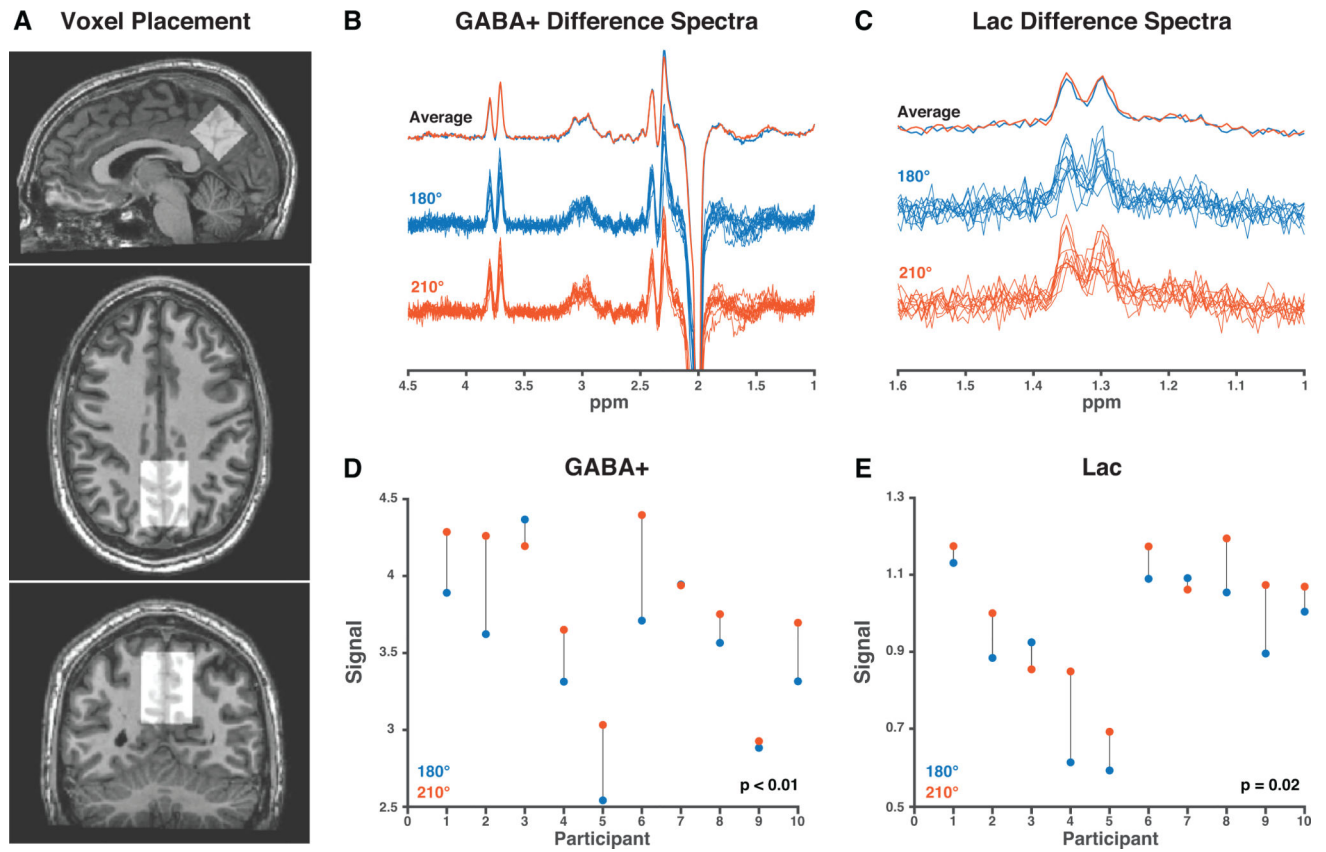 A Voxel Placement
B GABA+ Difference Spectra
Average
180°
210°
4.5 4 3.5 3 2.5 2 1.5 1
ppm
C Lac Difference Spectra
Average
180°
210°
1.6 1.5 1.4 1.3 1.2 1.1 1
ppm
D GABA+
Signal
4.5
4
3.5
3
2.5
180°
210°
p < 0.01
0 1 2 3 4 5 6 7 8 9 10
Participant
E Lac
Signal
1.3
1.1
0.9
0.7
0.5
180°
210°
p = 0.02
0 1 2 3 4 5 6 7 8 9 10
Participant